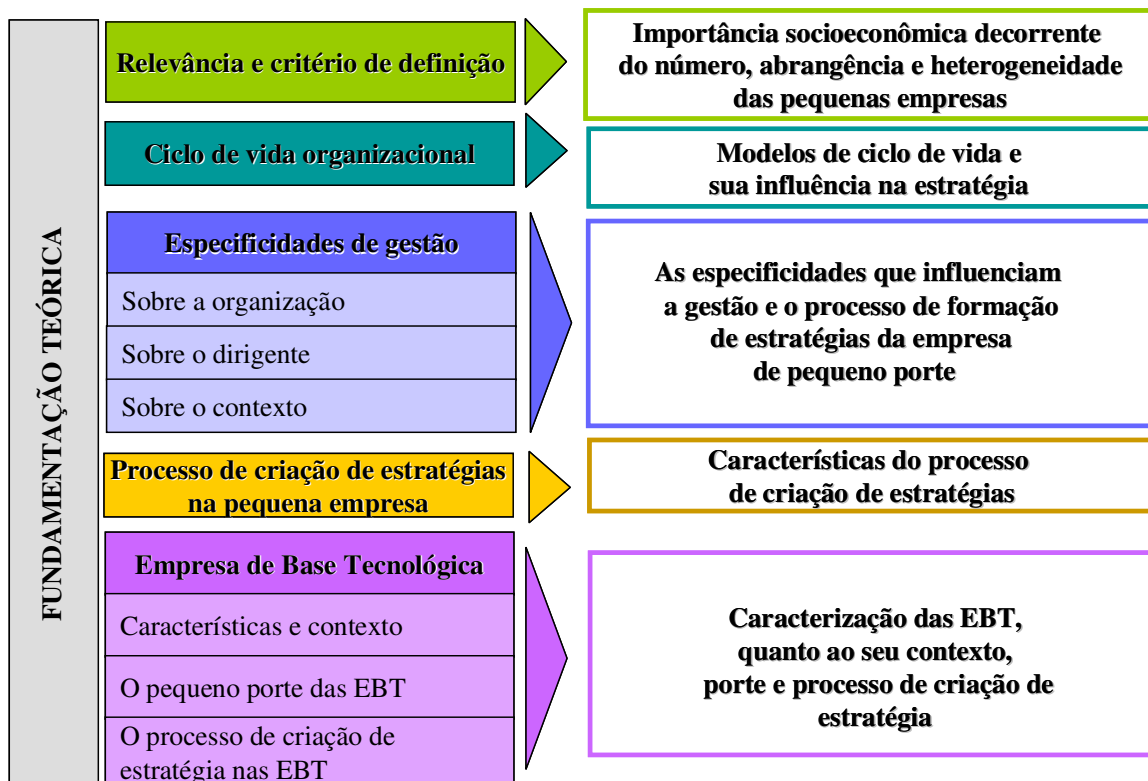 FUNDAMENTAÇÃO TEÓRICA
Relevância e critério de definição
Importância socioeconômica decorrente
do número, abrangência e heterogeneidade
das pequenas empresas
Ciclo de vida organizacional
Modelos de ciclo de vida e
sua influência na estratégia
Especificidades de gestão
Sobre a organização
Sobre o dirigente
Sobre o contexto
As especificidades que influenciam
a gestão e o processo de formação
de estratégias da empresa
de pequeno porte
Processo de criação de estratégias
na pequena empresa
Características do processo
de criação de estratégias
Empresa de Base Tecnológica
Características e contexto
O pequeno porte das EBT
O processo de criação de
estratégia nas EBT
Caracterização das EBT,
quanto ao seu contexto,
porte e processo de criação de
estratégia